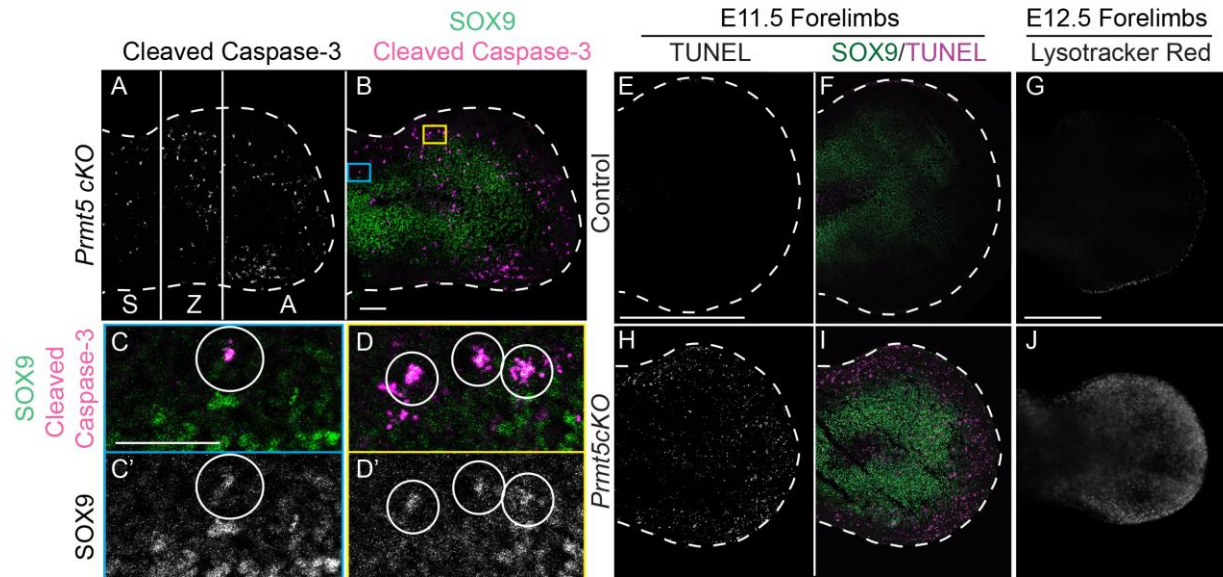 SOX9
Cleaved Caspase-3
Cleaved Caspase-3
E11.5 Forelimbs
E12.5 Forelimbs
TUNEL
SOX9/TUNEL
Lysotracker Red
Prmt5 cKO
A
B
S
Z
A
Control
E
F
G
SOX9
Cleaved
Caspase-3
C
D
SOX9
C'
D'
Prmt5cKO
H
I
J